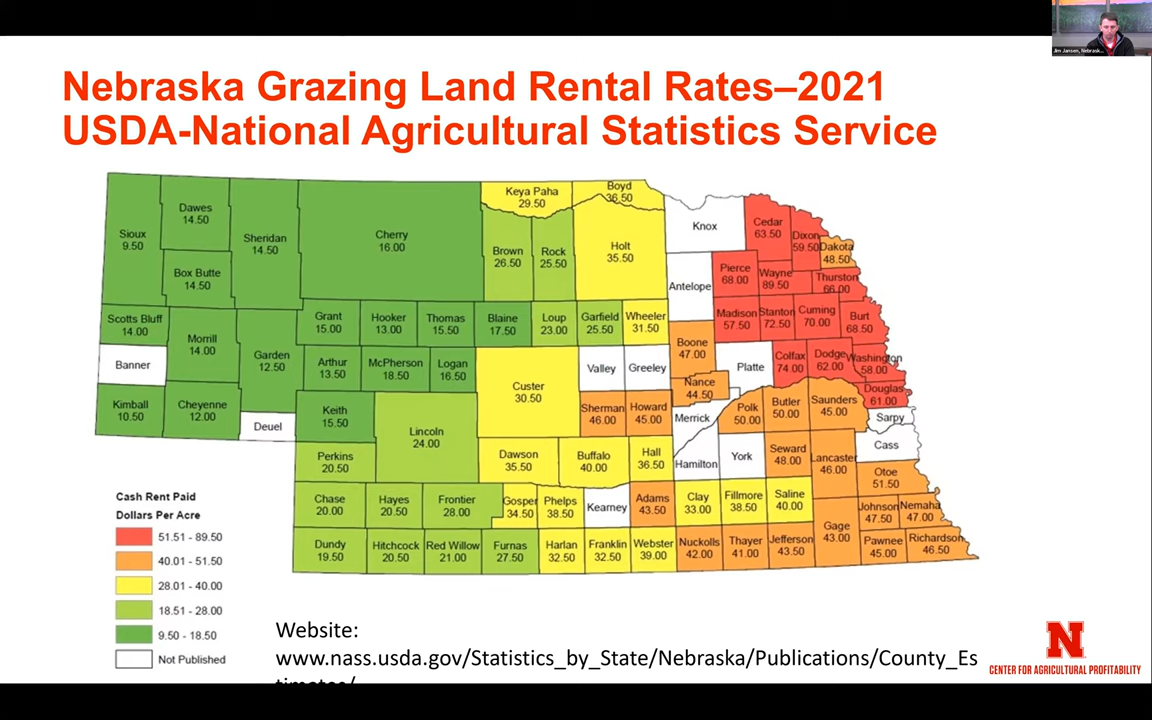 Jim Jansen, Nebrask...
Nebraska Grazing Land Rental Rates–2021
USDA-National Agricultural Statistics Service
Sioux
9.50
Dawes
14.50
Box Butte
14.50
Sheridan
14.50
Cherry
16.00
Keya Paha
29.50
Boyd
36.50
Brown
26.50
Rock
25.50
Holt
35.50
Knox
Cedar
63.50
Dixon
59.50
Dakota
48.50
Antelope
Pierce
68.00
Wayne
89.50
Thurston
66.00
Scotts Bluff
14.00
Morrill
14.00
Garden
12.50
Grant
15.00
Hooker
13.00
Thomas
15.50
Blaine
17.50
Loup
23.00
Garfield
25.50
Wheeler
31.50
Madison
57.50
Stanton
72.50
Cuming
70.00
Burt
68.50
Banner
Arthur
13.50
McPherson
18.50
Logan
16.50
Custer
30.50
Valley
Greeley
Boone
47.00
Nance
44.50
Platte
Colfax
74.00
Dodge
62.00
Washington
58.00
Douglas
61.00
Kimball
10.50
Cheyenne
12.00
Deuel
Keith
15.50
Lincoln
24.00
Sherman
46.00
Howard
45.00
Merrick
Polk
50.00
Butler
50.00
Saunders
45.00
Sarpy
Perkins
20.50
Dawson
35.50
Buffalo
40.00
Hall
36.50
Hamilton
York
Seward
48.00
Lancaster
46.00
Cass
Otoe
51.50
Chase
20.00
Hayes
20.50
Frontier
28.00
Gosper
34.50
Phelps
38.50
Kearney
Adams
43.50
Clay
33.00
Fillmore
38.50
Saline
40.00
Gage
43.00
Johnson
47.50
Nemaha
47.00
Dundy
19.50
Hitchcock
20.50
Red Willow
21.00
Furnas
27.50
Harlan
32.50
Franklin
32.50
Webster
39.00
Nuckolls
42.00
Thayer
41.00
Jefferson
43.50
Pawnee
45.00
Richardson
46.50
Cash Rent Paid
Dollars Per Acre
51.51 - 89.50
40.01 - 51.50
28.01 - 40.00
18.51 - 28.00
9.50 - 18.50
Not Published
Website:
www.nass.usda.gov/Statistics_by_State/Nebraska/Publications/County_Es
timates/
N
CENTER FOR AGRICULTURAL PROFITABILITY